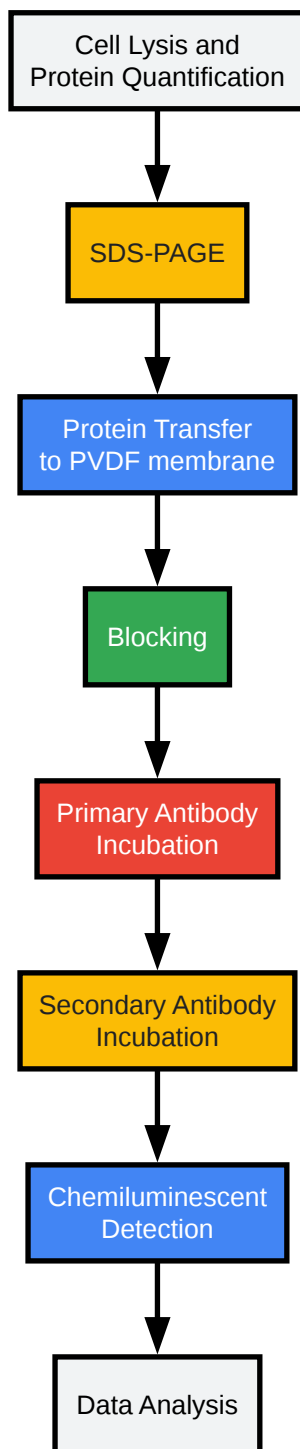 Cell Lysis and
Protein Quantification
SDS-PAGE
Protein Transfer
to PVDF membrane
Blocking
Primary Antibody
Incubation
Secondary Antibody
Incubation
Chemiluminescent
Detection
Data Analysis